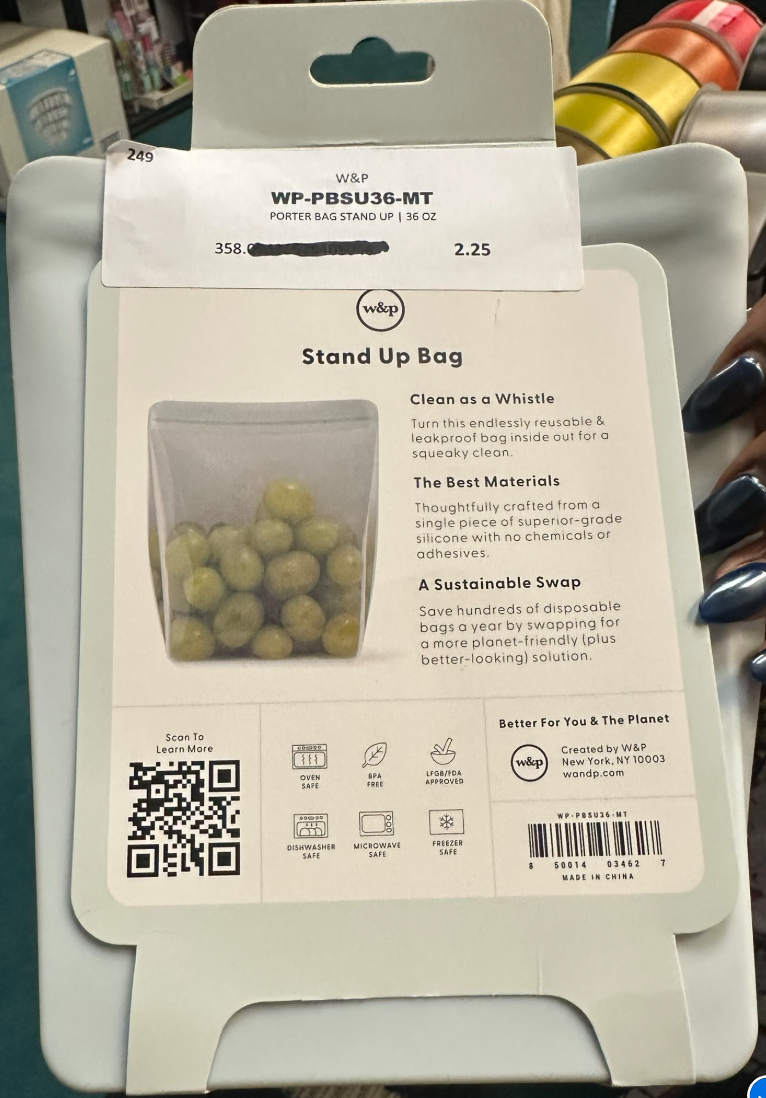 249
W&P
WP-PBSU36-MT
PORTER BAG STAND UP | 36 OZ
358. 2.25
w&p
Stand Up Bag
Clean as a Whistle
Turn this endlessly reusable &
leakproof bag inside out for a
squeaky clean.
The Best Materials
Thoughtfully crafted from a
single piece of superior-grade
silicone with no chemicals or
adhesives.
A Sustainable Swap
Save hundreds of disposable
bags a year by swapping for
a more planet-friendly (plus
better-looking) solution.
Scan To
Learn More
OVEN
SAFE
BPA
FREE
LFGB/FDA
APPROVED
DISHWASHER
SAFE
MICROWAVE
SAFE
FREEZER
SAFE
Better For You & The Planet
w&p
Created by W&P
New York, NY 10003
wandp.com
WP-PBSU36-MT
8 50014 03462 7
MADE IN CHINA